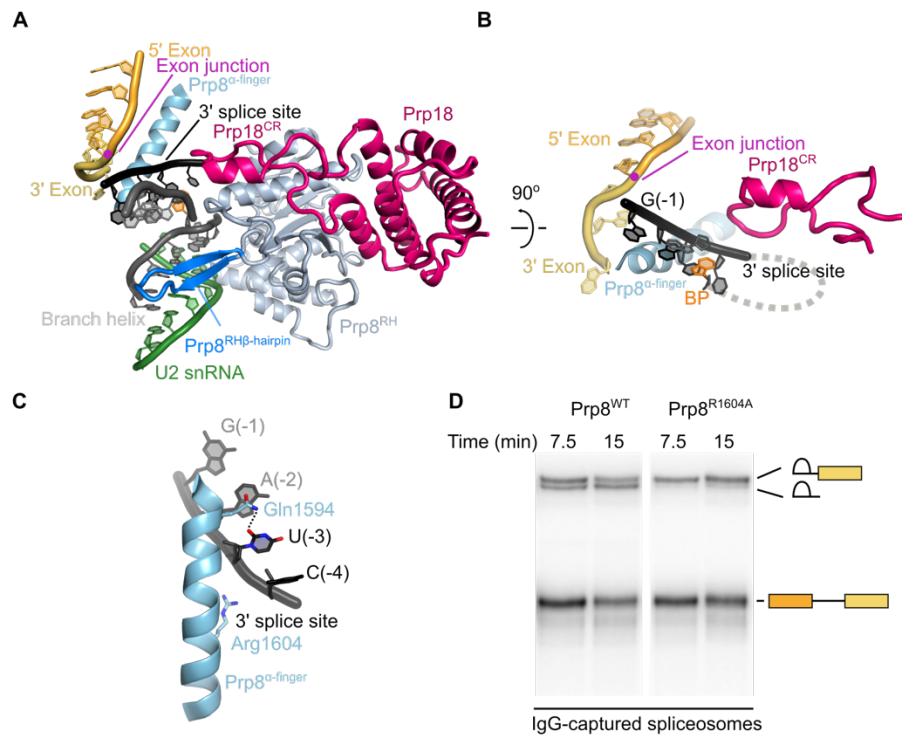 A
5' Exon
Exon junction
Prp8α-finger
3' splice site
Prp18CR
Prp18
3' Exon
Branch helix
Prp8RHβ-hairpin
Prp8RH
U2 snRNA
B
90º
5' Exon
Exon junction
Prp18CR
G(-1)
3' Exon
3' splice site
Prp8α-finger
BP
C
G(-1)
A(-2)
Gln1594
U(-3)
C(-4)
3' splice site
Arg1604
Prp8α-finger
D
Prp8WT Prp8R1604A
Time (min) 7.5 15 7.5 15
IgG-captured spliceosomes